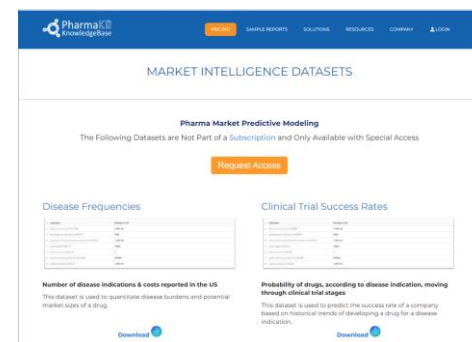 PharmaKB
KnowledgeBase
PRICING SAMPLE REPORTS SOLUTIONS RESOURCES COMPANY LOGIN
MARKET INTELLIGENCE DATASETS
Pharma Market Predictive Modeling
The Following Datasets are Not Part of a Subscription and Only Available with Special Access
Request Access
Disease Frequencies
Number of disease indications & costs reported in the US
This dataset is used to quantitate disease burdens and potential
market sizes of a drug.
Download
Clinical Trial Success Rates
Probability of drugs, according to disease indication, moving
through clinical trial stages
This dataset is used to predict the success rate of a company
based on historical trends of developing a drug for a disease
indication.
Download